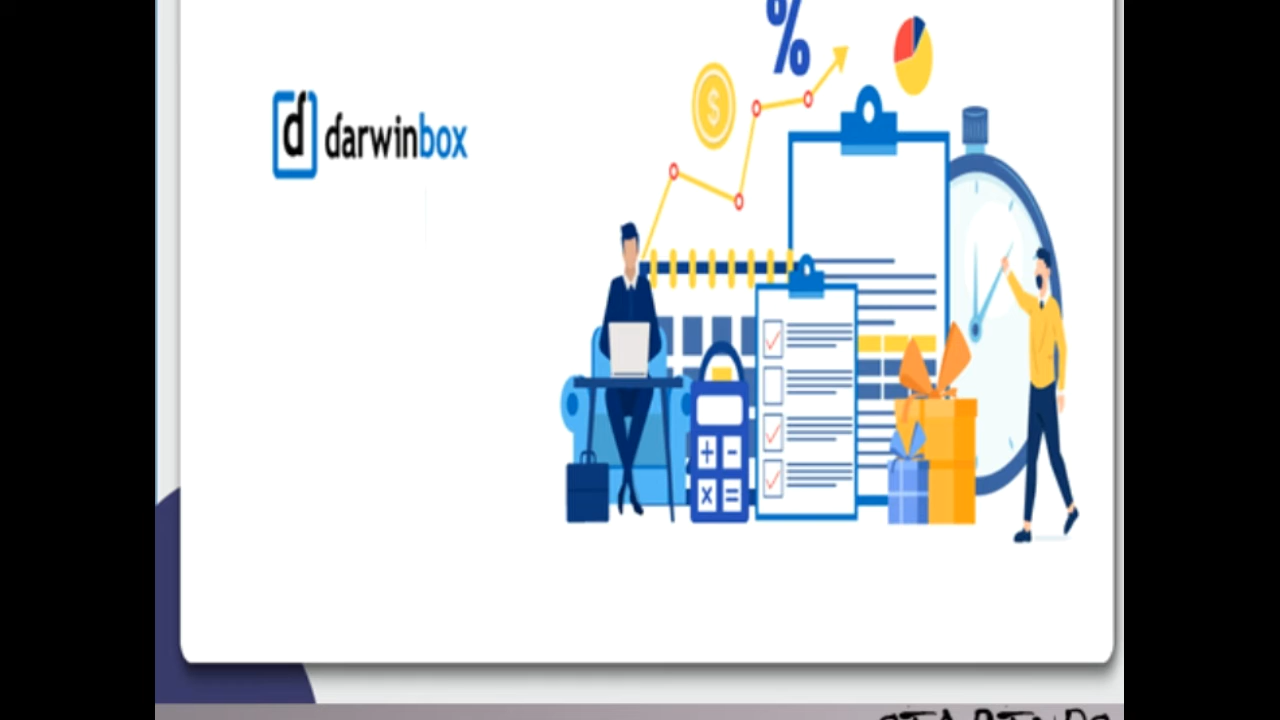 %
$
d darwinbox
+ -
x =